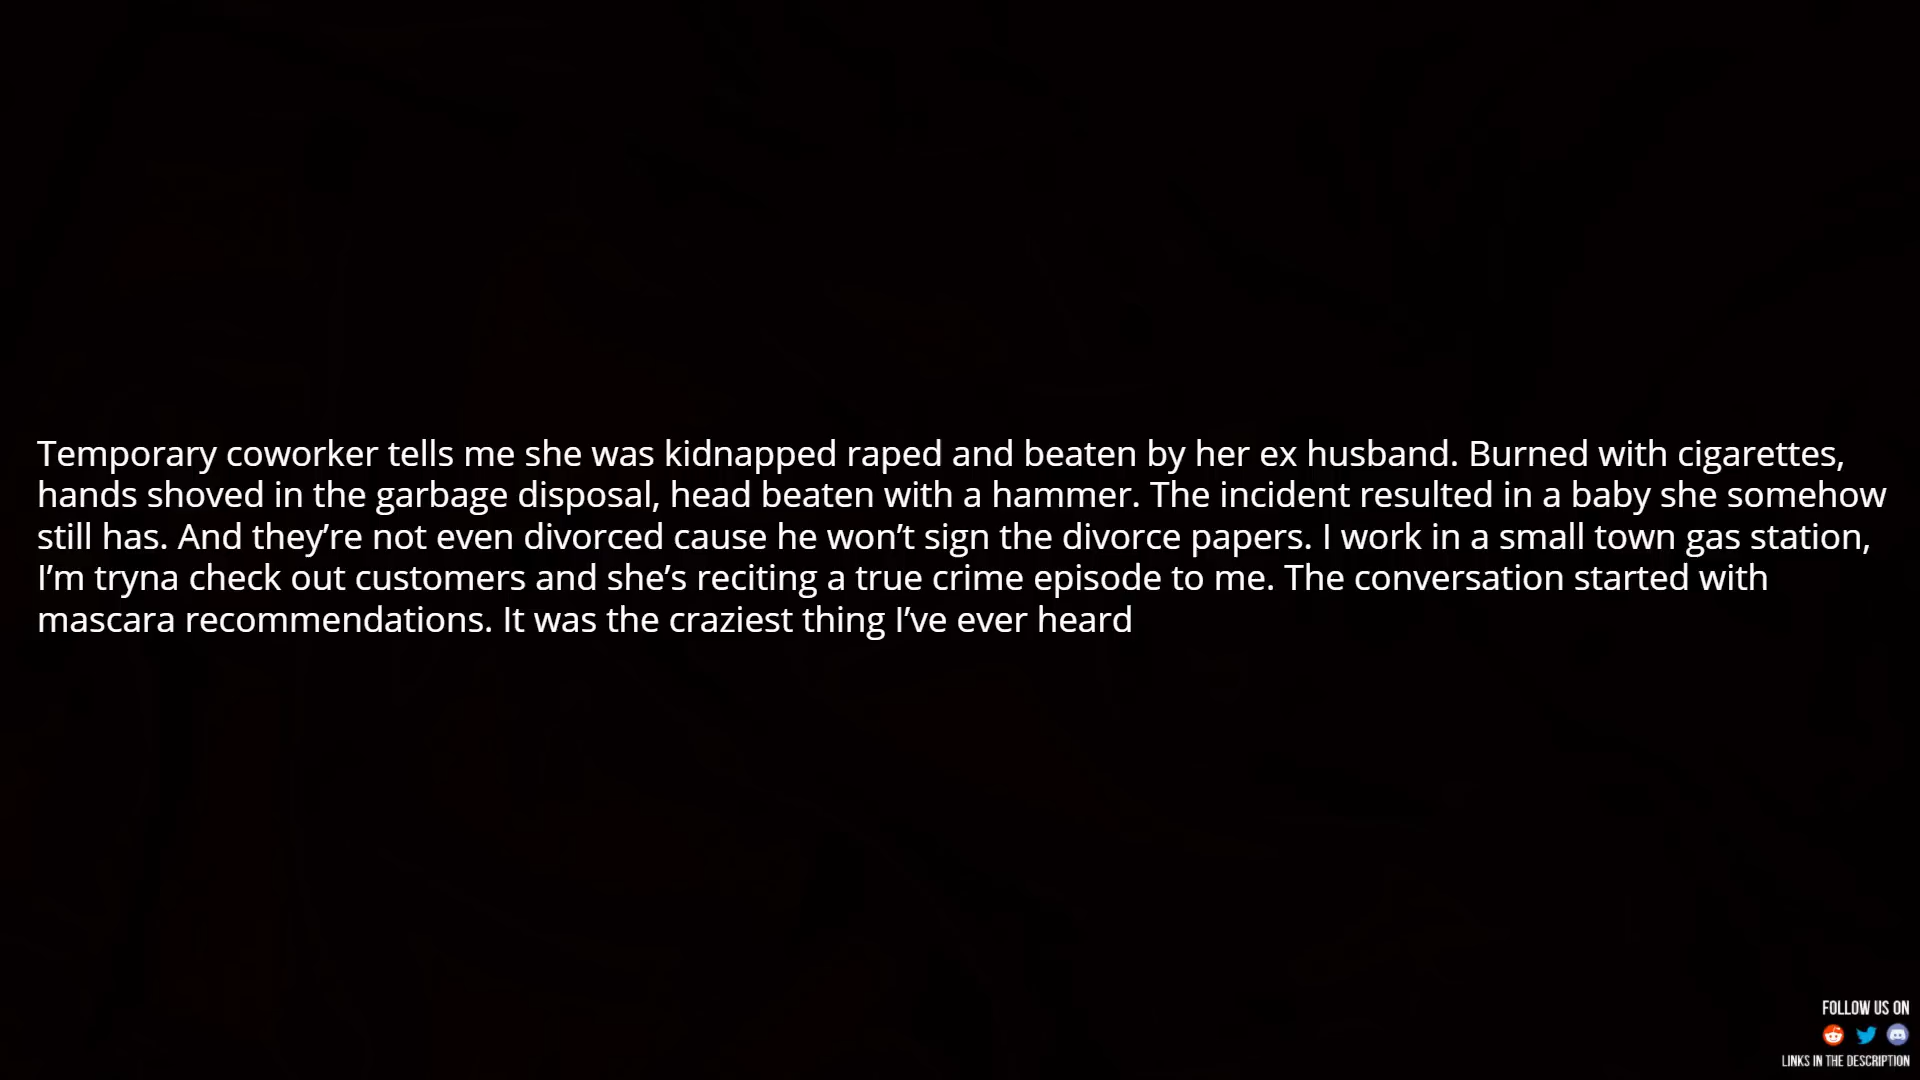 Temporary coworker tells me she was kidnapped raped and beaten by her ex husband. Burned with cigarettes,
hands shoved in the garbage disposal, head beaten with a hammer. The incident resulted in a baby she somehow
still has. And they’re not even divorced cause he won’t sign the divorce papers. I work in a small town gas station,
I’m tryna check out customers and she’s reciting a true crime episode to me. The conversation started with
mascara recommendations. It was the craziest thing I’ve ever heard
FOLLOW US ON
LINKS IN THE DESCRIPTION